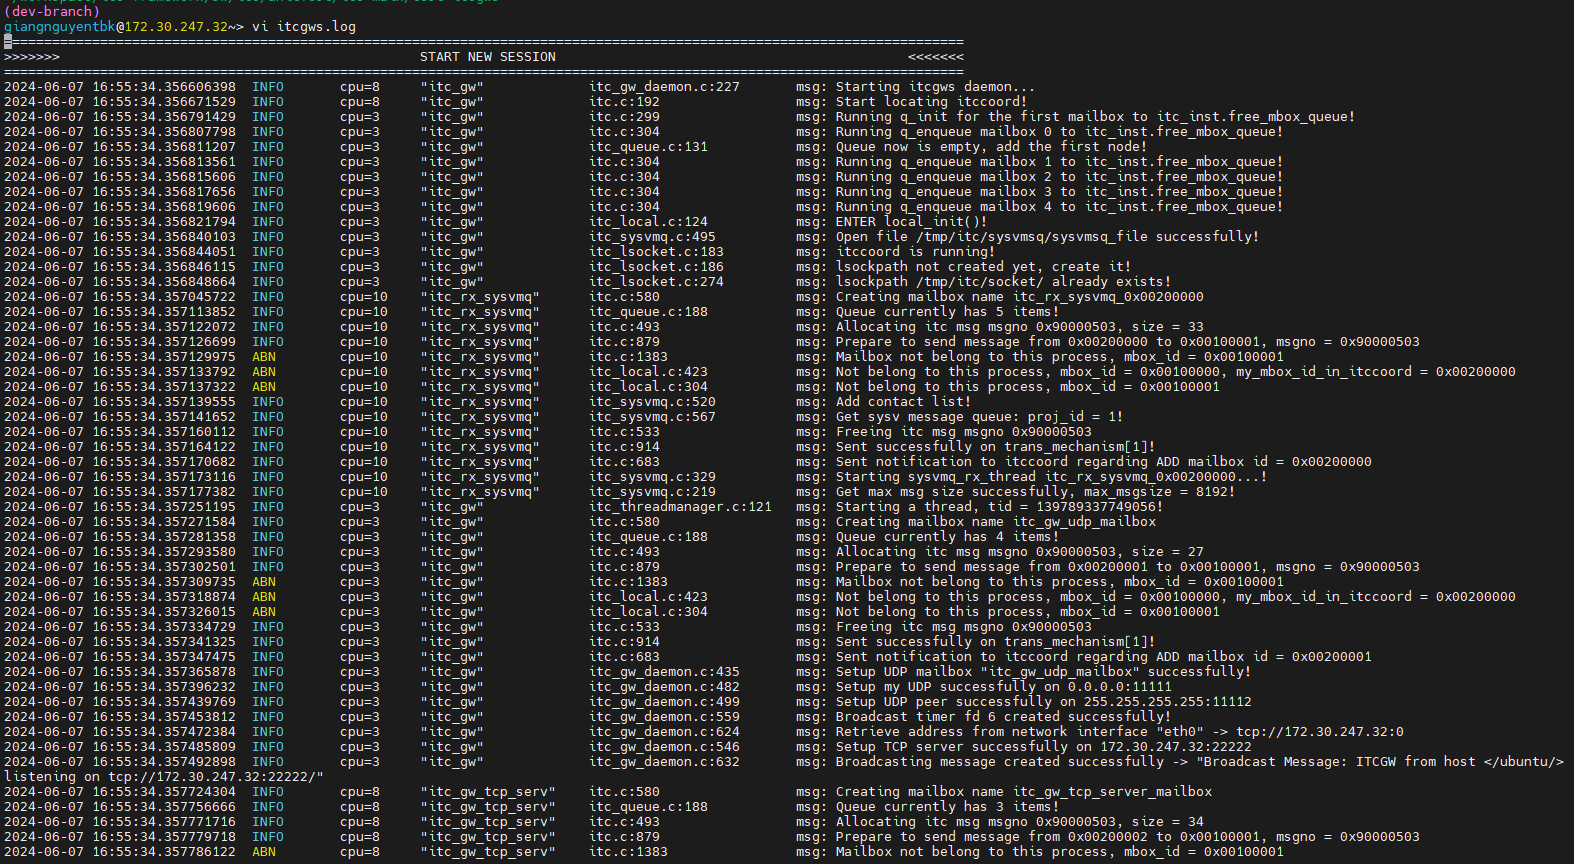 (dev-branch)
giangnguyentbk@172.30.247.32~> vi itcgws.log
========================================================================================================================
>>>>>>> START NEW SESSION <<<<<<<
========================================================================================================================
2024-06-07 16:55:34.356606398 INFO cpu=8 "itc_gw" itc_gw_daemon.c:227 msg: Starting itcgws daemon...
2024-06-07 16:55:34.356671529 INFO cpu=8 "itc_gw" itc.c:192 msg: Start locating itccoord!
2024-06-07 16:55:34.356791429 INFO cpu=3 "itc_gw" itc.c:299 msg: Running q_init for the first mailbox to itc_inst.free_mbox_queue!
2024-06-07 16:55:34.356807798 INFO cpu=3 "itc_gw" itc.c:304 msg: Running q_enqueue mailbox 0 to itc_inst.free_mbox_queue!
2024-06-07 16:55:34.356811207 INFO cpu=3 "itc_gw" itc_queue.c:131 msg: Queue now is empty, add the first node!
2024-06-07 16:55:34.356813561 INFO cpu=3 "itc_gw" itc.c:304 msg: Running q_enqueue mailbox 1 to itc_inst.free_mbox_queue!
2024-06-07 16:55:34.356815606 INFO cpu=3 "itc_gw" itc.c:304 msg: Running q_enqueue mailbox 2 to itc_inst.free_mbox_queue!
2024-06-07 16:55:34.356817656 INFO cpu=3 "itc_gw" itc.c:304 msg: Running q_enqueue mailbox 3 to itc_inst.free_mbox_queue!
2024-06-07 16:55:34.356819606 INFO cpu=3 "itc_gw" itc.c:304 msg: Running q_enqueue mailbox 4 to itc_inst.free_mbox_queue!
2024-06-07 16:55:34.356821794 INFO cpu=3 "itc_gw" itc_local.c:124 msg: ENTER local_init()!
2024-06-07 16:55:34.356840103 INFO cpu=3 "itc_gw" itc_sysvmq.c:495 msg: Open file /tmp/itc/sysvmsq/sysvmsq_file successfully!
2024-06-07 16:55:34.356844051 INFO cpu=3 "itc_gw" itc_lsocket.c:183 msg: itccoord is running!
2024-06-07 16:55:34.356846115 INFO cpu=3 "itc_gw" itc_lsocket.c:186 msg: lsockpath not created yet, create it!
2024-06-07 16:55:34.356848664 INFO cpu=3 "itc_gw" itc_lsocket.c:274 msg: lsockpath /tmp/itc/socket/ already exists!
2024-06-07 16:55:34.357045722 INFO cpu=10 "itc_rx_sysvmq" itc.c:580 msg: Creating mailbox name itc_rx_sysvmq_0x00200000
2024-06-07 16:55:34.357113852 INFO cpu=10 "itc_rx_sysvmq" itc_queue.c:188 msg: Queue currently has 5 items!
2024-06-07 16:55:34.357122072 INFO cpu=10 "itc_rx_sysvmq" itc.c:493 msg: Allocating itc msg msgno 0x90000503, size = 33
2024-06-07 16:55:34.357126699 INFO cpu=10 "itc_rx_sysvmq" itc.c:879 msg: Prepare to send message from 0x00200000 to 0x00100001, msgno = 0x90000503
2024-06-07 16:55:34.357129975 ABN cpu=10 "itc_rx_sysvmq" itc.c:1383 msg: Mailbox not belong to this process, mbox_id = 0x00100001
2024-06-07 16:55:34.357133792 ABN cpu=10 "itc_rx_sysvmq" itc_local.c:423 msg: Not belong to this process, mbox_id = 0x00100000, my_mbox_id_in_itccoord = 0x00200000
2024-06-07 16:55:34.357137322 ABN cpu=10 "itc_rx_sysvmq" itc_local.c:304 msg: Not belong to this process, mbox_id = 0x00100001
2024-06-07 16:55:34.357139555 INFO cpu=10 "itc_rx_sysvmq" itc_sysvmq.c:520 msg: Add contact list!
2024-06-07 16:55:34.357141652 INFO cpu=10 "itc_rx_sysvmq" itc_sysvmq.c:567 msg: Get sysv message queue: proj_id = 1!
2024-06-07 16:55:34.357160112 INFO cpu=10 "itc_rx_sysvmq" itc.c:533 msg: Freeing itc msg msgno 0x90000503
2024-06-07 16:55:34.357164122 INFO cpu=10 "itc_rx_sysvmq" itc.c:914 msg: Sent successfully on trans_mechanism[1]!
2024-06-07 16:55:34.357170682 INFO cpu=10 "itc_rx_sysvmq" itc.c:683 msg: Sent notification to itccoord regarding ADD mailbox id = 0x00200000
2024-06-07 16:55:34.357173116 INFO cpu=10 "itc_rx_sysvmq" itc_sysvmq.c:329 msg: Starting sysvmq_rx_thread itc_rx_sysvmq_0x00200000...!
2024-06-07 16:55:34.357177382 INFO cpu=10 "itc_rx_sysvmq" itc_sysvmq.c:219 msg: Get max msg size successfully, max_msgsize = 8192!
2024-06-07 16:55:34.357251195 INFO cpu=3 "itc_gw" itc_threadmanager.c:121 msg: Starting a thread, tid = 139789337749056!
2024-06-07 16:55:34.357271584 INFO cpu=3 "itc_gw" itc.c:580 msg: Creating mailbox name itc_gw_udp_mailbox
2024-06-07 16:55:34.357281358 INFO cpu=3 "itc_gw" itc_queue.c:188 msg: Queue currently has 4 items!
2024-06-07 16:55:34.357293580 INFO cpu=3 "itc_gw" itc.c:493 msg: Allocating itc msg msgno 0x90000503, size = 27
2024-06-07 16:55:34.357302501 INFO cpu=3 "itc_gw" itc.c:879 msg: Prepare to send message from 0x00200001 to 0x00100001, msgno = 0x90000503
2024-06-07 16:55:34.357309735 ABN cpu=3 "itc_gw" itc.c:1383 msg: Mailbox not belong to this process, mbox_id = 0x00100001
2024-06-07 16:55:34.357318874 ABN cpu=3 "itc_gw" itc_local.c:423 msg: Not belong to this process, mbox_id = 0x00100000, my_mbox_id_in_itccoord = 0x00200000
2024-06-07 16:55:34.357326015 ABN cpu=3 "itc_gw" itc_local.c:304 msg: Not belong to this process, mbox_id = 0x00100001
2024-06-07 16:55:34.357334729 INFO cpu=3 "itc_gw" itc.c:533 msg: Freeing itc msg msgno 0x90000503
2024-06-07 16:55:34.357341325 INFO cpu=3 "itc_gw" itc.c:914 msg: Sent successfully on trans_mechanism[1]!
2024-06-07 16:55:34.357347475 INFO cpu=3 "itc_gw" itc.c:683 msg: Sent notification to itccoord regarding ADD mailbox id = 0x00200001
2024-06-07 16:55:34.357365878 INFO cpu=3 "itc_gw" itc_gw_daemon.c:435 msg: Setup UDP mailbox "itc_gw_udp_mailbox" successfully!
2024-06-07 16:55:34.357396232 INFO cpu=3 "itc_gw" itc_gw_daemon.c:482 msg: Setup my UDP successfully on 0.0.0.0:11111
2024-06-07 16:55:34.357439769 INFO cpu=3 "itc_gw" itc_gw_daemon.c:499 msg: Setup UDP peer successfully on 255.255.255.255:11112
2024-06-07 16:55:34.357453812 INFO cpu=3 "itc_gw" itc_gw_daemon.c:559 msg: Broadcast timer fd 6 created successfully!
2024-06-07 16:55:34.357472384 INFO cpu=3 "itc_gw" itc_gw_daemon.c:624 msg: Retrieve address from network interface "eth0" -> tcp://172.30.247.32:0
2024-06-07 16:55:34.357485809 INFO cpu=3 "itc_gw" itc_gw_daemon.c:546 msg: Setup TCP server successfully on 172.30.247.32:22222
2024-06-07 16:55:34.357492898 INFO cpu=3 "itc_gw" itc_gw_daemon.c:632 msg: Broadcasting message created successfully -> "Broadcast Message: ITCGW from host </ubuntu/>
listening on tcp://172.30.247.32:22222/"
2024-06-07 16:55:34.357724304 INFO cpu=8 "itc_gw_tcp_serv" itc.c:580 msg: Creating mailbox name itc_gw_tcp_server_mailbox
2024-06-07 16:55:34.357756666 INFO cpu=8 "itc_gw_tcp_serv" itc_queue.c:188 msg: Queue currently has 3 items!
2024-06-07 16:55:34.357771716 INFO cpu=8 "itc_gw_tcp_serv" itc.c:493 msg: Allocating itc msg msgno 0x90000503, size = 34
2024-06-07 16:55:34.357779718 INFO cpu=8 "itc_gw_tcp_serv" itc.c:879 msg: Prepare to send message from 0x00200002 to 0x00100001, msgno = 0x90000503
2024-06-07 16:55:34.357786122 ABN cpu=8 "itc_gw_tcp_serv" itc.c:1383 msg: Mailbox not belong to this process, mbox_id = 0x00100001